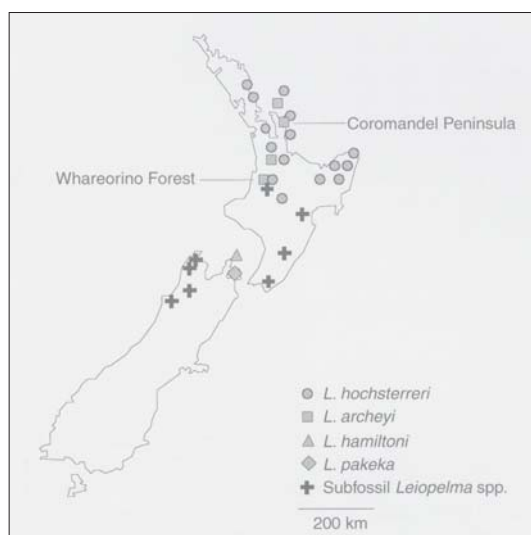 Coromandel Peninsula
Whareorino Forest
L. hochsterreri
L. archeyi
L. hamiltoni
L. pakeka
Subfossil Leiopelma spp.
200 km